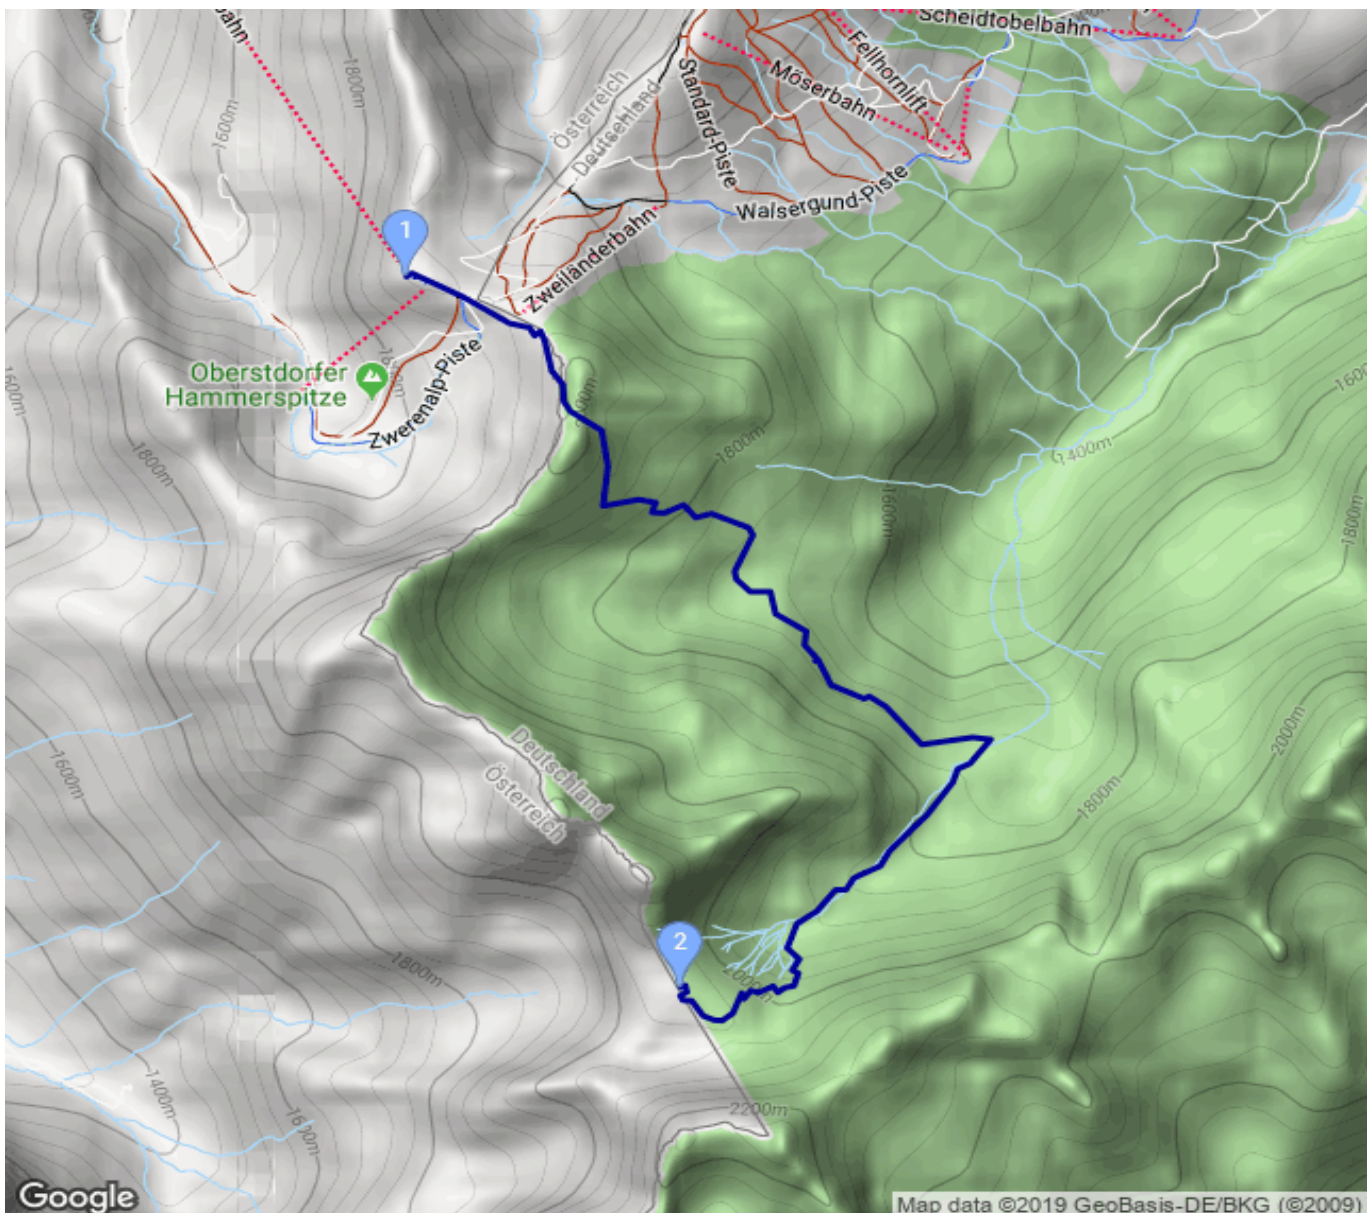 bahn
1800m
1600m
Österreich
Deutschland
Standard-Piste
Scheidtobelbahn
Fellhornlift
Möserbahn
Walsergund-Piste
1
Zweiländerbahn
Oberstdorfer
Hammerspitze
Zwerenalp-Piste
1600m
1800m
1800m
1400m
1600m
1800m
2000m
Deutschland
Österreich
1600m
1800m
2
2000m
1800m
1400m
1600m
2200m
Google
Map data ©2019 GeoBasis-DE/BKG (©2009)